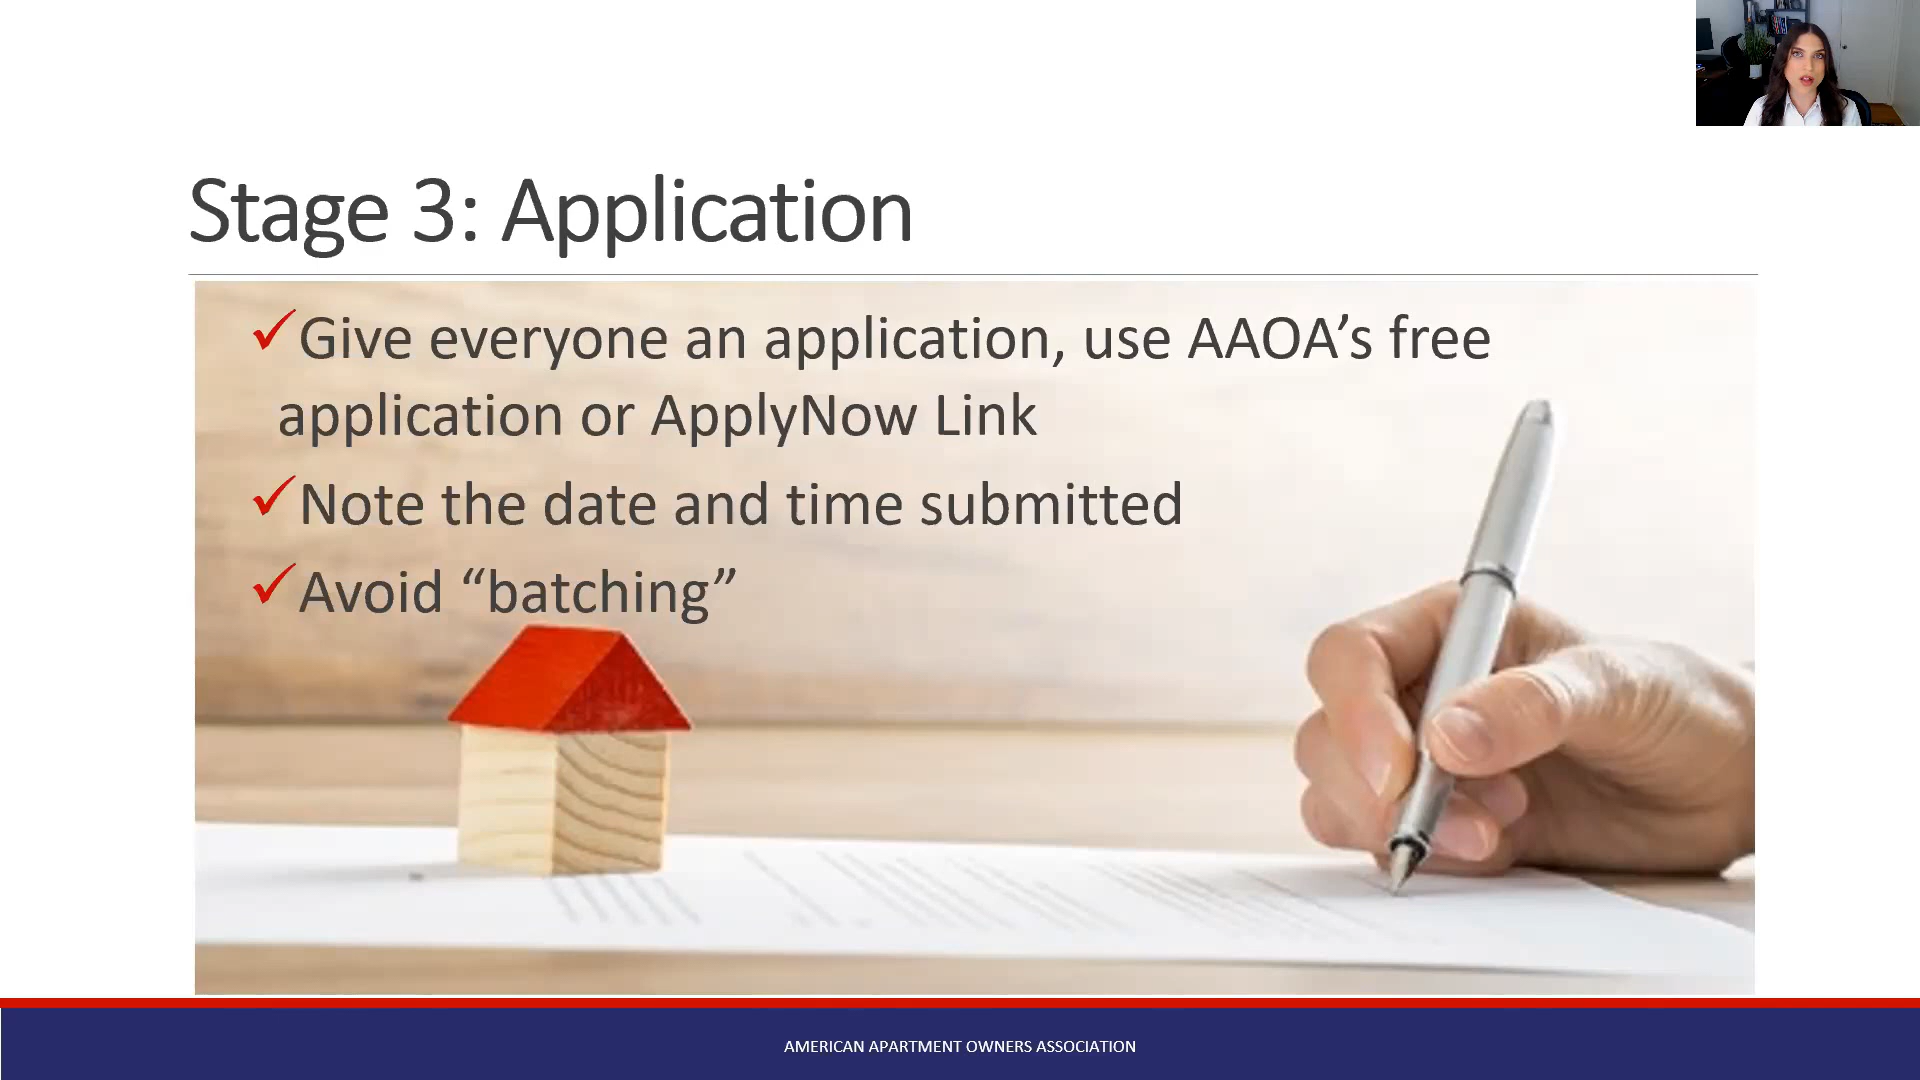 Stage 3: Application
Give everyone an application, use AAOA’s free
application or ApplyNow Link
Note the date and time submitted
Avoid “batching”
AMERICAN APARTMENT OWNERS ASSOCIATION